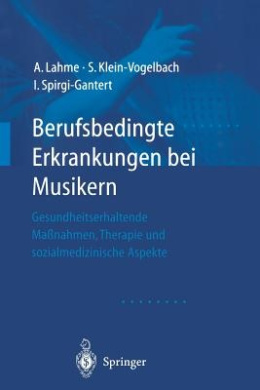 A. Lahme · S. Klein-Vogelbach
I. Spirgi-Gantert
Berufsbedingte
Erkrankungen bei
Musikern
Gesundheitserhaltende
Maßnahmen, Therapie und
sozialmedizinische Aspekte
Springer